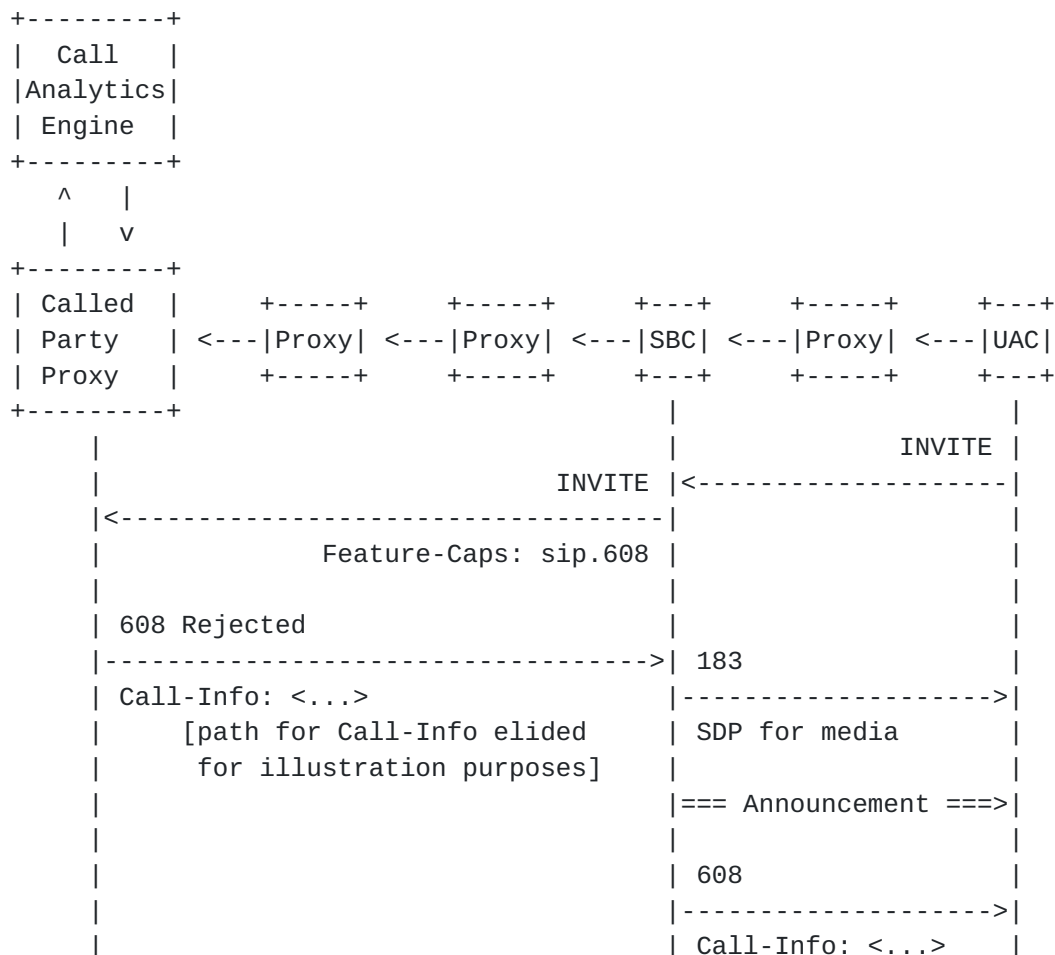 +---------+
|  Call   |
|Analytics|
| Engine  |
+---------+
   ^   |
   |   v
+---------+
| Called  |     +-----+     +-----+     +---+     +-----+     +---+
| Party   | <---|Proxy| <---|Proxy| <---|SBC| <---|Proxy| <---|UAC|
| Proxy   |     +-----+     +-----+     +---+     +-----+     +---+
+---------+                               |                     |
     |                                    |              INVITE |
     |                             INVITE |<--------------------|
     |<-----------------------------------|                     |
     |              Feature-Caps: sip.608 |                     |
     |                                    |                     |
     | 608 Rejected                       |                     |
     |----------------------------------->| 183                 |
     | Call-Info: <...>                   |-------------------->|
     |     [path for Call-Info elided     | SDP for media       |
     |      for illustration purposes]    |                     |
     |                                    |=== Announcement ===>|
     |                                    |                     |
     |                                    | 608                 |
     |                                    |-------------------->|
     |                                    | Call-Info: <...>    |